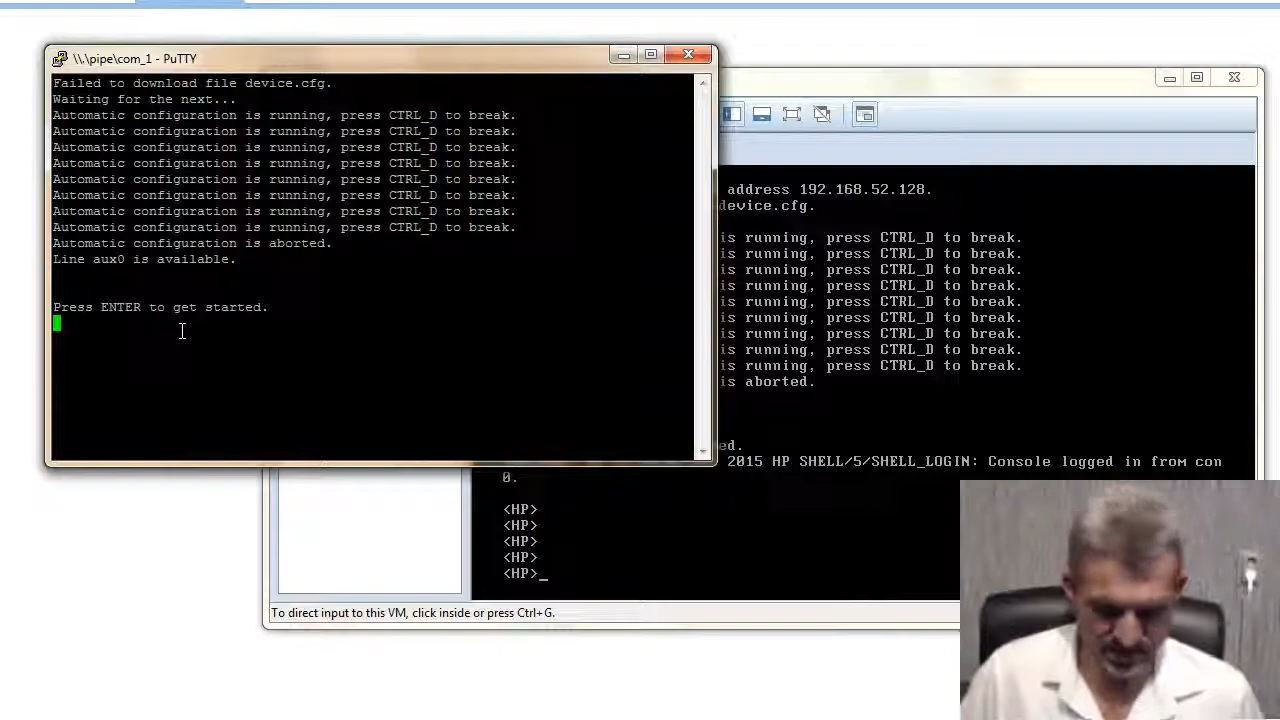 \\.\pipe\com_1 - PuTTY
Failed to download file device.cfg.
Waiting for the next...
Automatic configuration is running, press CTRL_D to break.
Automatic configuration is running, press CTRL_D to break.
Automatic configuration is running, press CTRL_D to break.
Automatic configuration is running, press CTRL_D to break.
Automatic configuration is running, press CTRL_D to break.
Automatic configuration is running, press CTRL_D to break.
Automatic configuration is running, press CTRL_D to break.
Automatic configuration is running, press CTRL_D to break.
Automatic configuration is aborted.
Line aux0 is available.
Press ENTER to get started.
address 192.168.52.128.
device.cfg.
is running, press CTRL_D to break.
is running, press CTRL_D to break.
is running, press CTRL_D to break.
is running, press CTRL_D to break.
is running, press CTRL_D to break.
is running, press CTRL_D to break.
is running, press CTRL_D to break.
is running, press CTRL_D to break.
is running, press CTRL_D to break.
is aborted.
ed.
2015 HP SHELL/5/SHELL_LOGIN: Console logged in from con
0.
<HP>
<HP>
<HP>
<HP>
<HP>_
To direct input to this VM, click inside or press Ctrl+G.